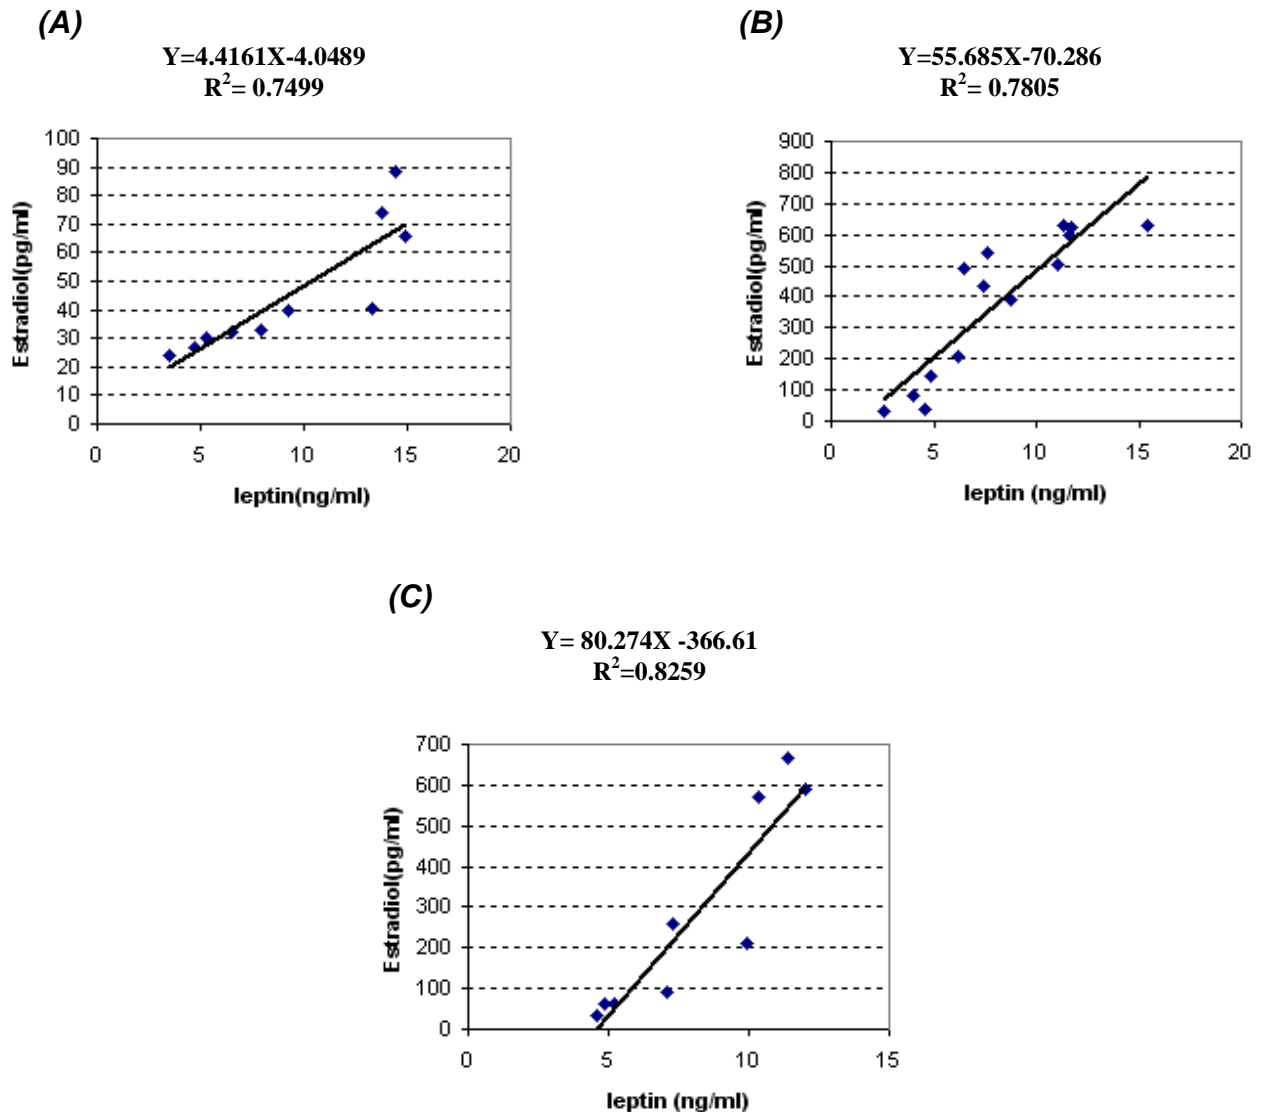 (A)
Y=4.4161X-4.0489
R²= 0.7499
100
90
80
70
60
50
40
30
20
10
0
Estradiol(pg/ml)
0 5 10 15 20
leptin(ng/ml)
(B)
Y=55.685X-70.286
R²= 0.7805
900
800
700
600
500
400
300
200
100
0
Estradiol(pg/ml)
0 5 10 15 20
leptin (ng/ml)
(C)
Y= 80.274X -366.61
R²=0.8259
700
600
500
400
300
200
100
0
Estradiol(pg/ml)
0 5 10 15
leptin (ng/ml)